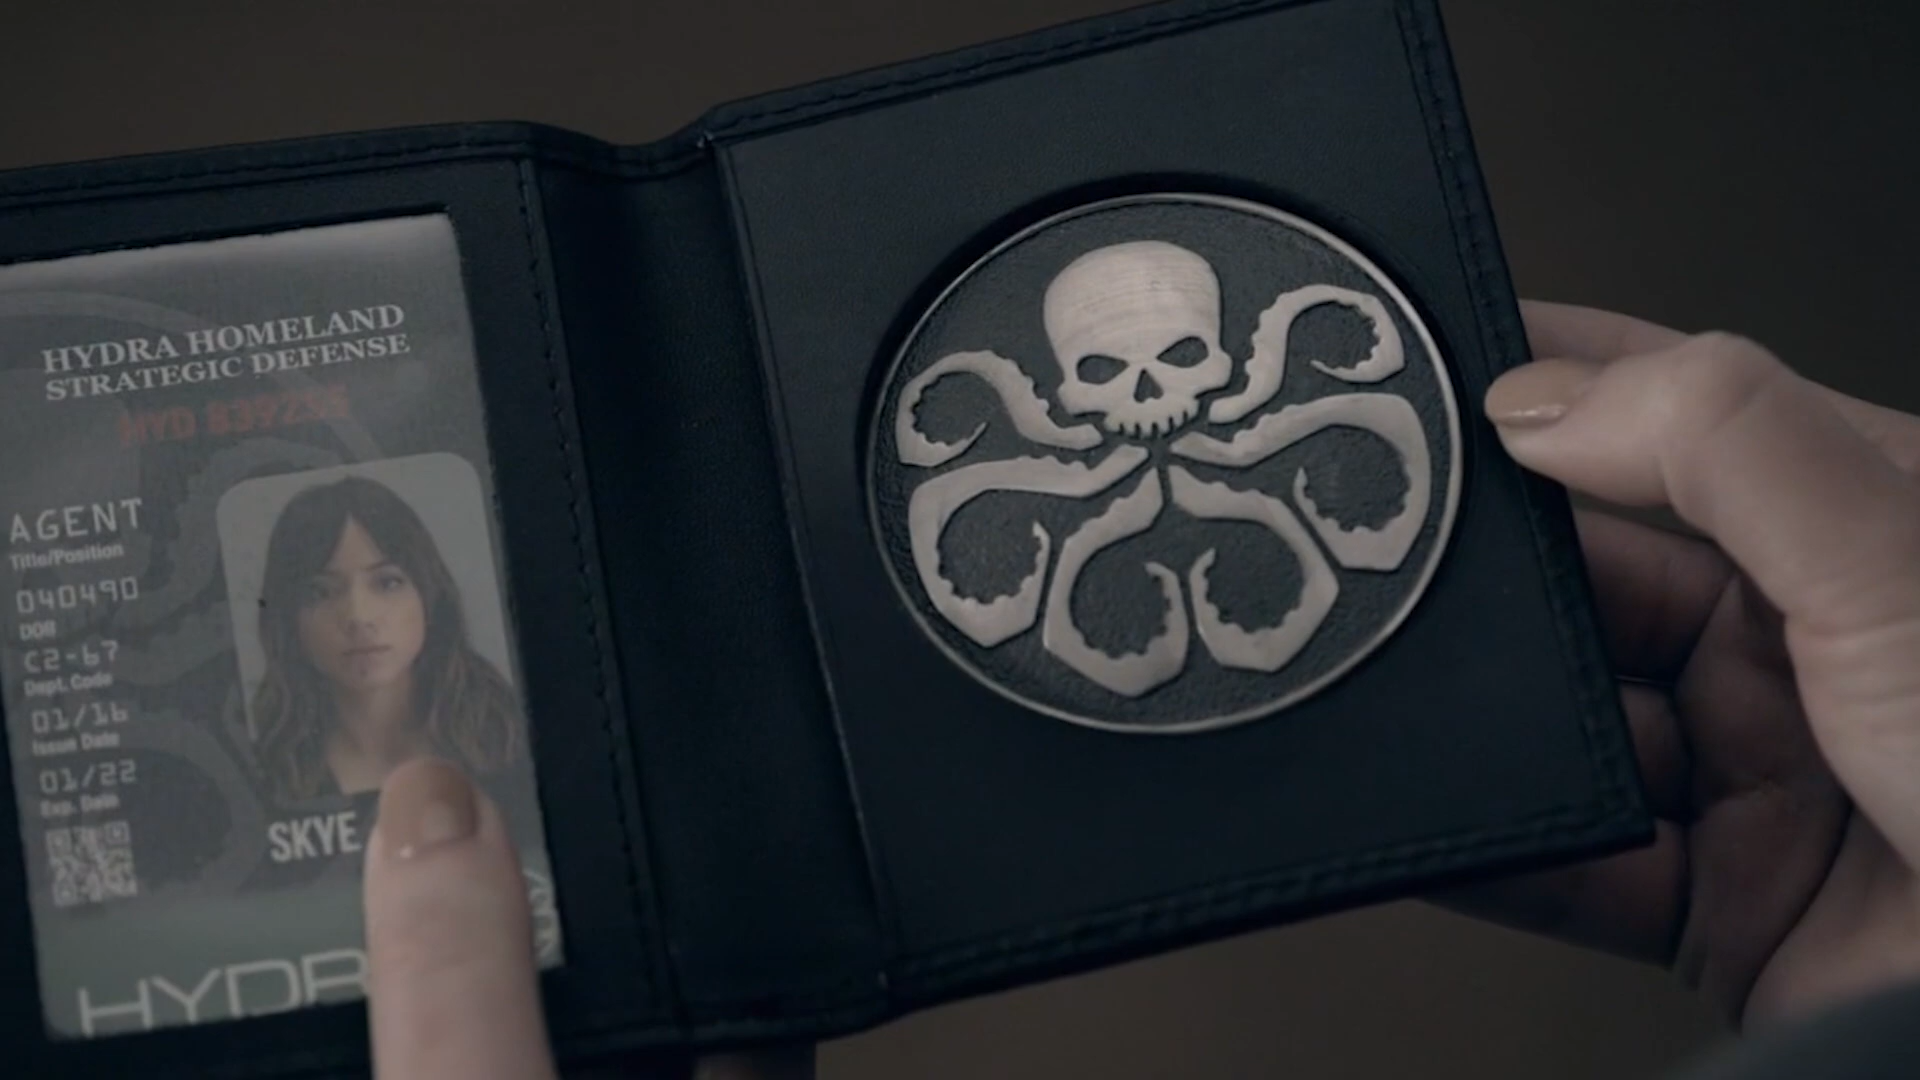 HYDRA HOMELAND
STRATEGIC DEFENSE
AGENT
Title/Position
040490
DOB
C2-67
Dept. Code
01/16
Issue Date
01/22
Exp. Date
SKYE
HYDR